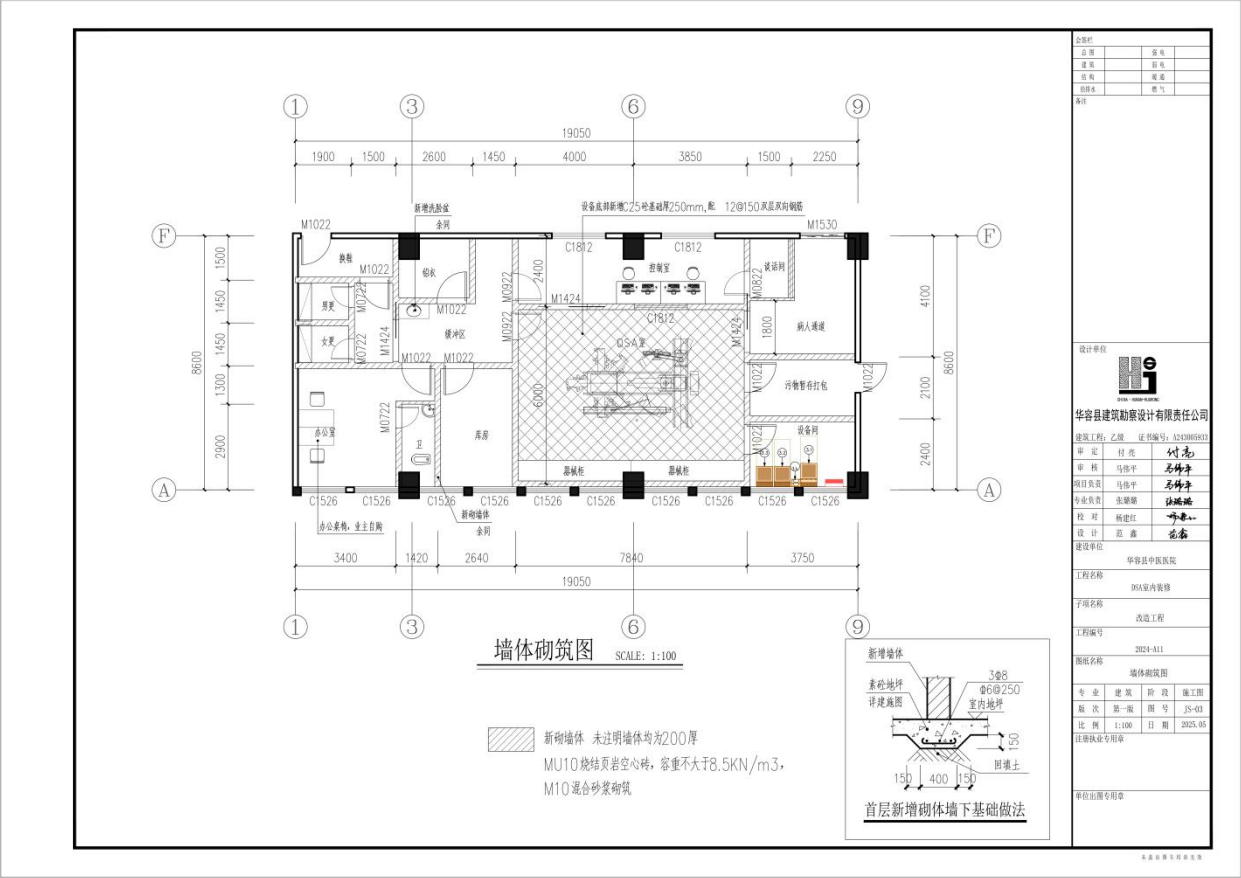 ① ③ ⑥ ⑨
19050
1900 1500 2600 1450 4000 3850 1500 2250
新增洗脸盆
余同
设备底部新增C25砼基础厚250mm,配 12@150双层双向钢筋
M1022 M1530
Ⓕ Ⓕ
C1812 C1812
1500 1450 1450 1300 2900
8600
换鞋 M1022
铅衣 M1022
控制室
谈话间 M0822
2400
M0922
M1424 C1812
男更 M0722
女更 M0722
M1424
缓冲区
M0922
M1022 M1022
DSA室
6000
M1424
1800
病人通道
M1022 污物暂存打包 M1022
4100 2100 2400
8600
办公室
M0722
卫
库房
M1022 设备间
器械柜 器械柜
Ⓐ Ⓐ
C1526 C1526 C1526 C1526 C1526 C1526 C1526 C1526 C1526 C1526
办公桌椅，业主自购
新砌墙体
余同
3400 1420 2640 7840 3750
19050
① ③ ⑥ ⑨
墙体砌筑图 SCALE: 1:100
新砌墙体 未注明墙体均为200厚
MU10烧结页岩空心砖，容重不大于8.5KN/m3，
M10混合砂浆砌筑
新增墙体
素砼地坪
详建施图
3Φ8
Φ6@250
室内地坪
150
回填土
150 400 150
首层新增砌体墙下基础做法
会签栏
总 图 强 电
建 筑 弱 电
结 构 暖 通
给排水 燃 气
备注
设计单位
华容县建筑勘察设计有限责任公司
建筑工程：乙级 证书编号：A243005933
审 定 付 亮
审 核 马伟平
项目负责 马伟平
专业负责 张璐璐
校 对 杨建红
设 计 范 鑫
建设单位
华容县中医医院
工程名称
DSA室内装修
子项名称
改造工程
工程编号
2024-A11
图纸名称
墙体砌筑图
专 业 建 筑 阶 段 施工图
版 次 第一版 图 号 JS-03
比 例 1:100 日 期 2025.05
注册执业专用章
单位出图专用章